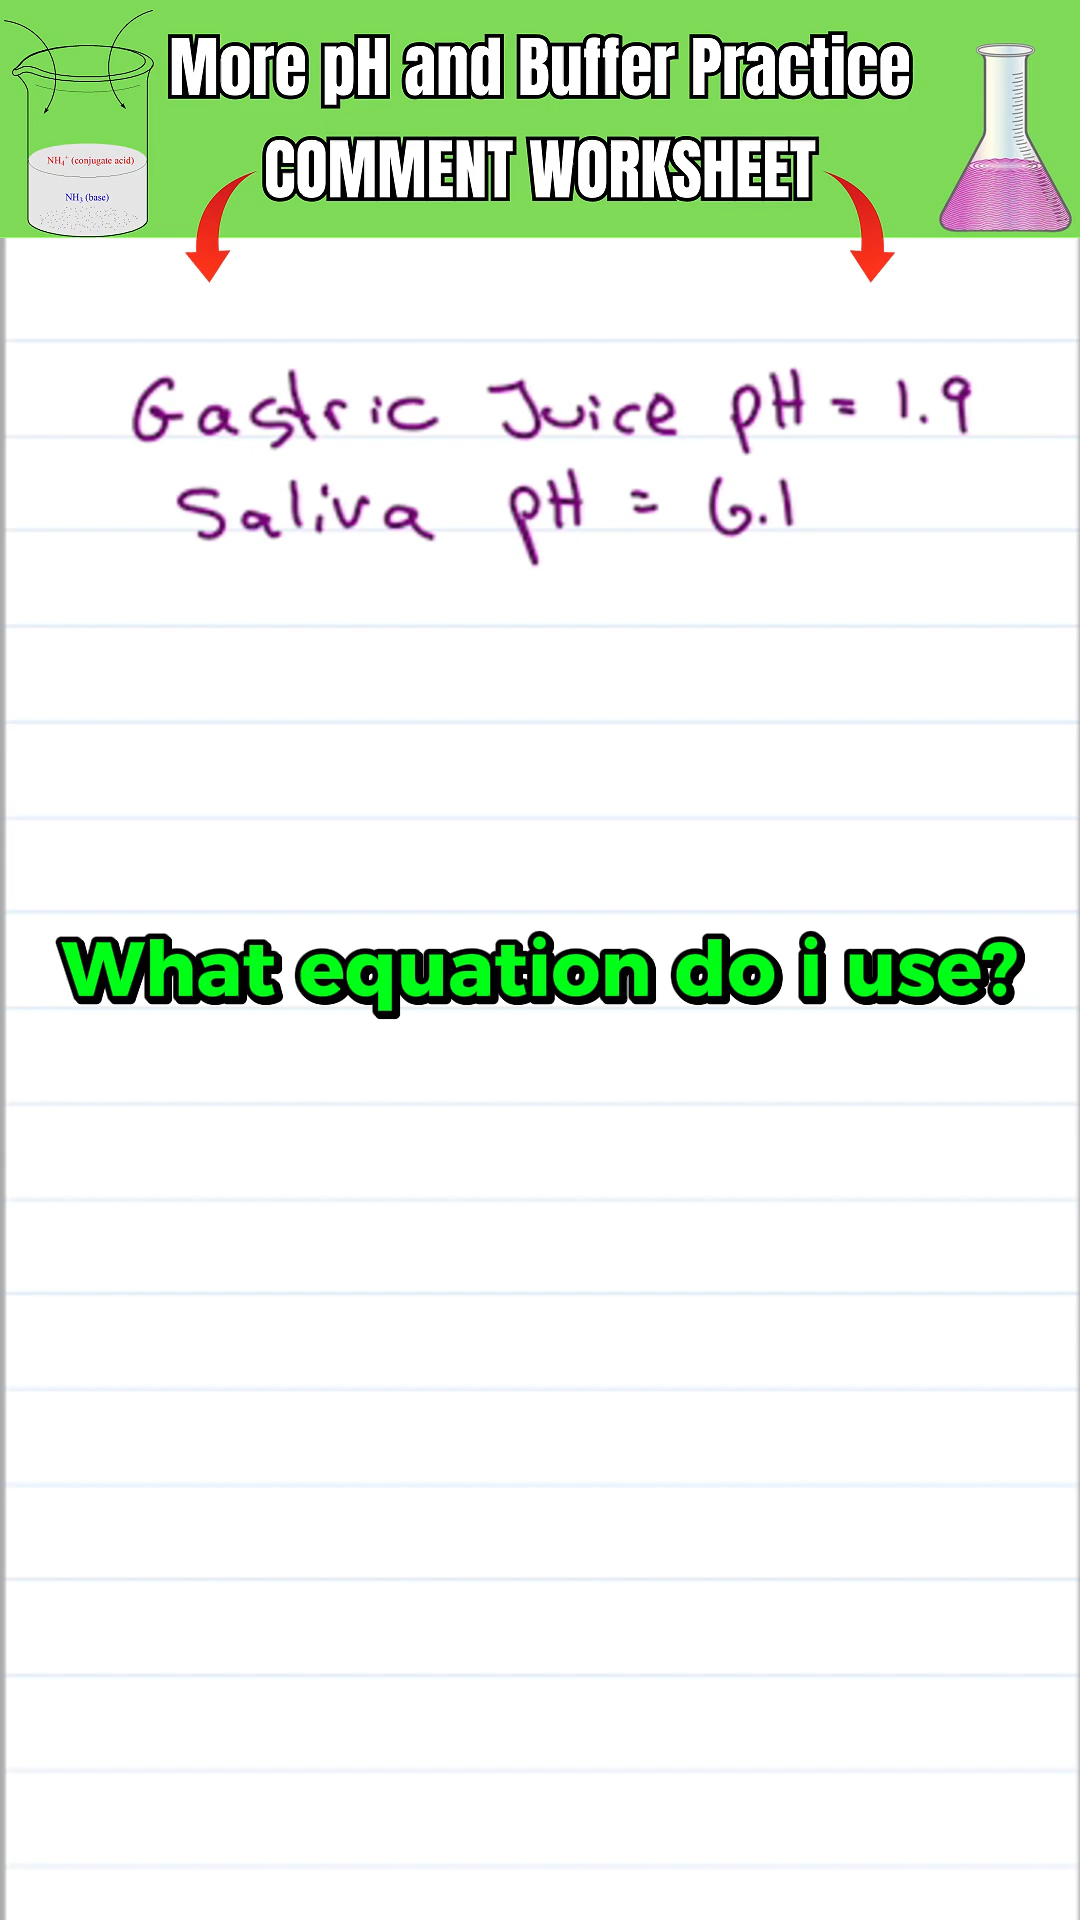 More pH and Buffer Practice
COMMENT WORKSHEET
NH₄⁺ (conjugate acid)
NH₃ (base)
Gastric Juice pH = 1.9
Saliva pH = 6.1
What equation do i use?